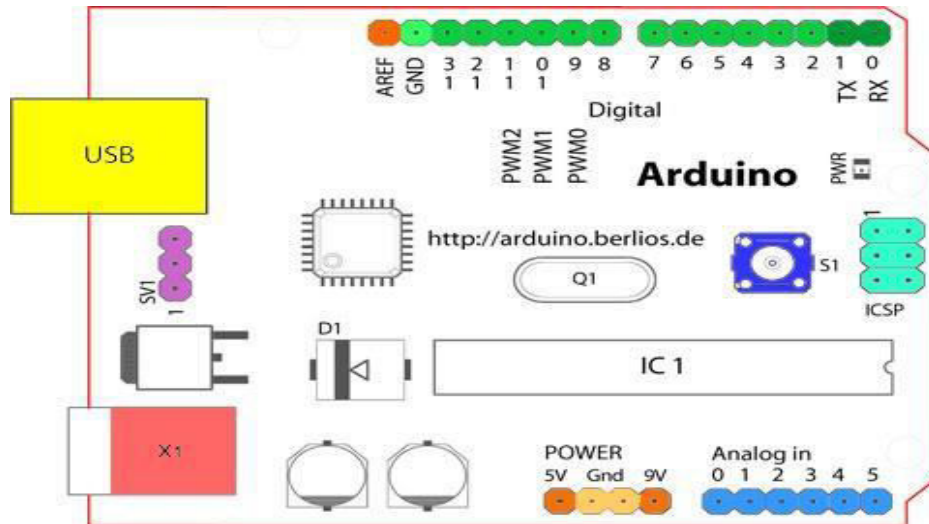 AREF GND 13 12 11 10 9 8 7 6 5 4 3 2 1 0
TX RX
Digital
PWM2 PWM1 PWM0
Arduino
PWR
USB
1
http://arduino.berlios.de
S1
Q1
SV1
1
ICSP
D1
IC 1
X1
POWER
5V Gnd 9V
Analog in
0 1 2 3 4 5